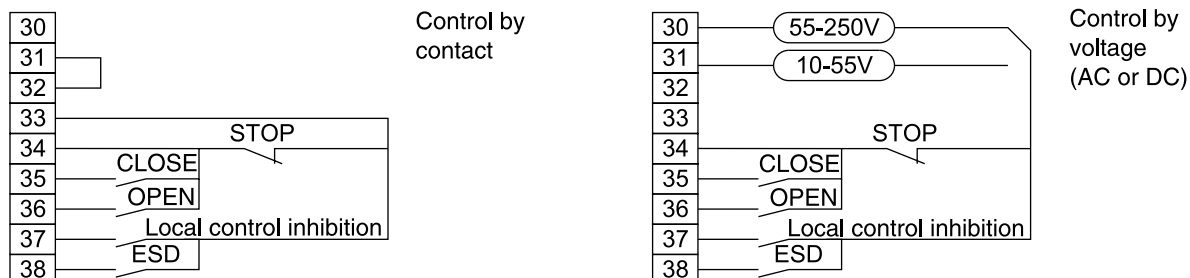 Control by
contact
30
31
32
33
34
35
36
37
38
STOP
CLOSE
OPEN
Local control inhibition
ESD
Control by
voltage
(AC or DC)
30
31
32
33
34
35
36
37
38
55-250V
10-55V
STOP
CLOSE
OPEN
Local control inhibition
ESD